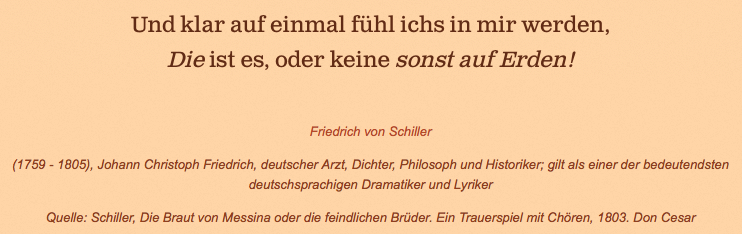 Und klar auf einmal fühl ichs in mir werden,
Die ist es, oder keine sonst auf Erden!
Friedrich von Schiller
(1759 - 1805), Johann Christoph Friedrich, deutscher Arzt, Dichter, Philosoph und Historiker; gilt als einer der bedeutendsten
deutschsprachigen Dramatiker und Lyriker
Quelle: Schiller, Die Braut von Messina oder die feindlichen Brüder. Ein Trauerspiel mit Chören, 1803. Don Cesar